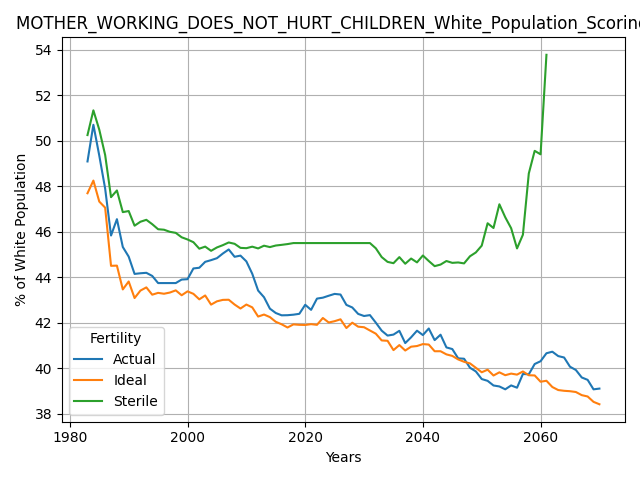 MOTHER_WORKING_DOES_NOT_HURT_CHILDREN_White_Population_Scorin
54
52
50
48
46
44
42
40
38
% of White Population
Fertility
Actual
Ideal
Sterile
1980 2000 2020 2040 2060
Years